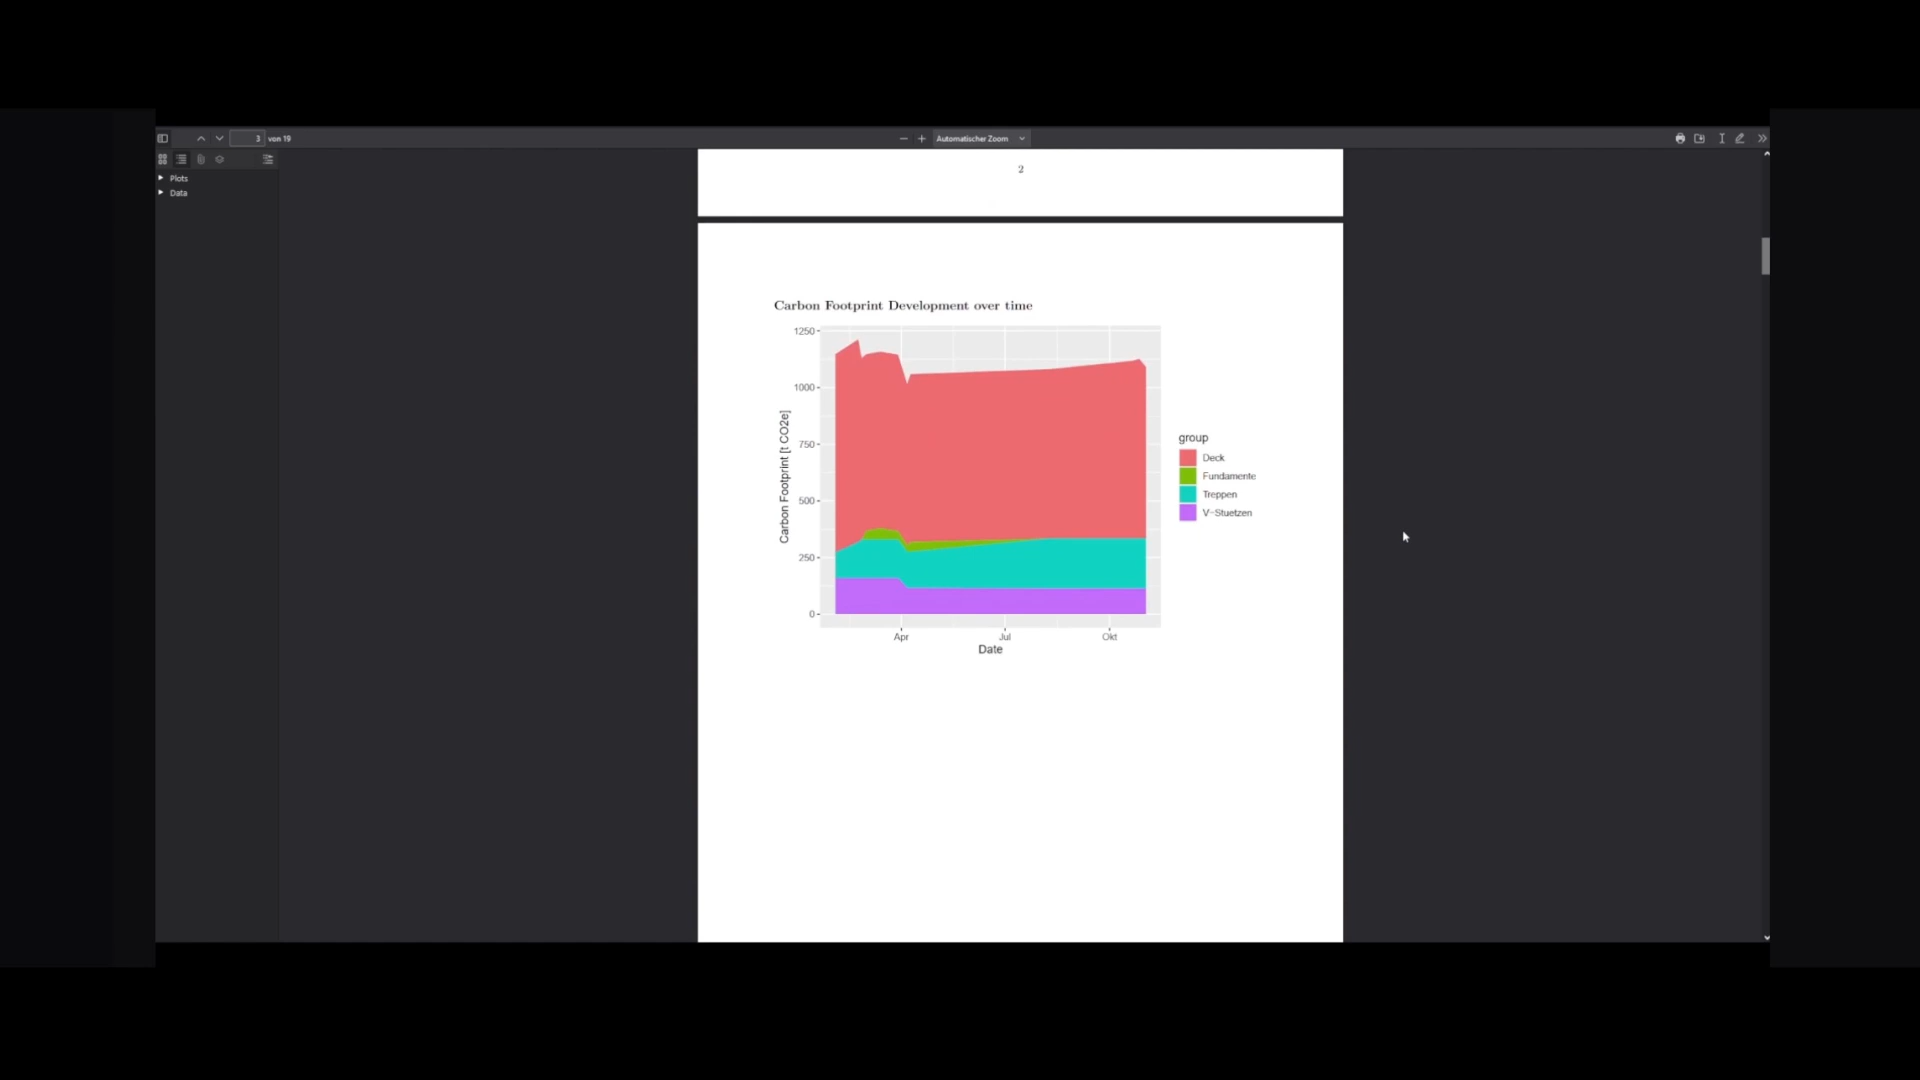 3 von 19
Automatischer Zoom
Plots
Data
2
Carbon Footprint Development over time
1250
1000
750
500
250
0
Carbon Footprint [t CO2e]
Apr
Jul
Okt
Date
group
Deck
Fundamente
Treppen
V-Stuetzen